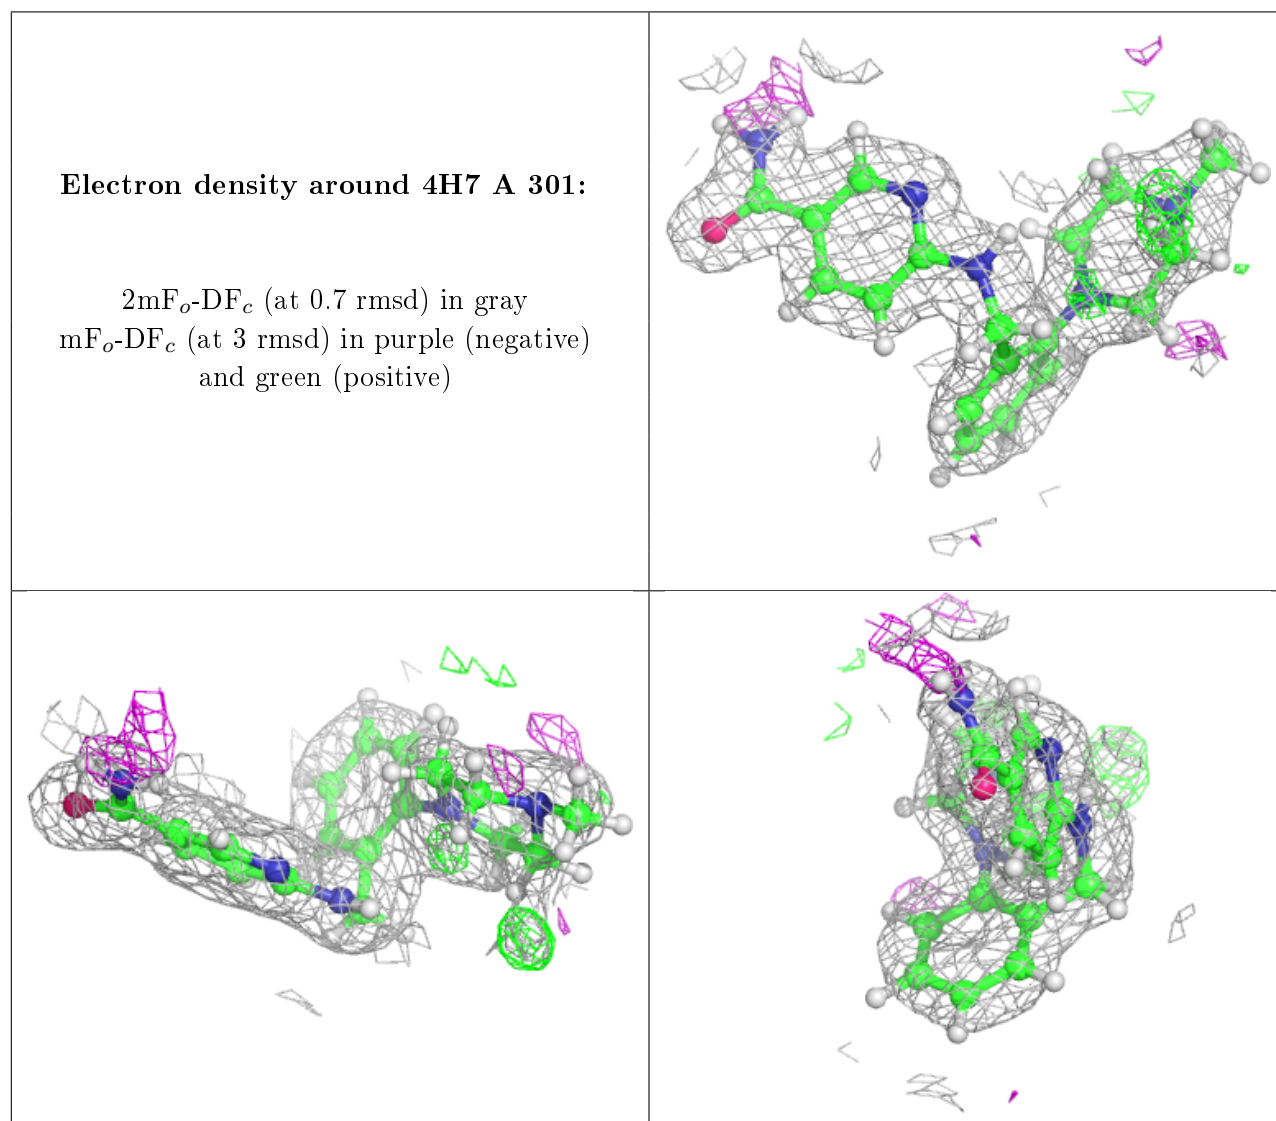 Electron density around 4H7 A 301:
2mFₒ-DF𝒸 (at 0.7 rmsd) in gray
mFₒ-DF𝒸 (at 3 rmsd) in purple (negative)
and green (positive)